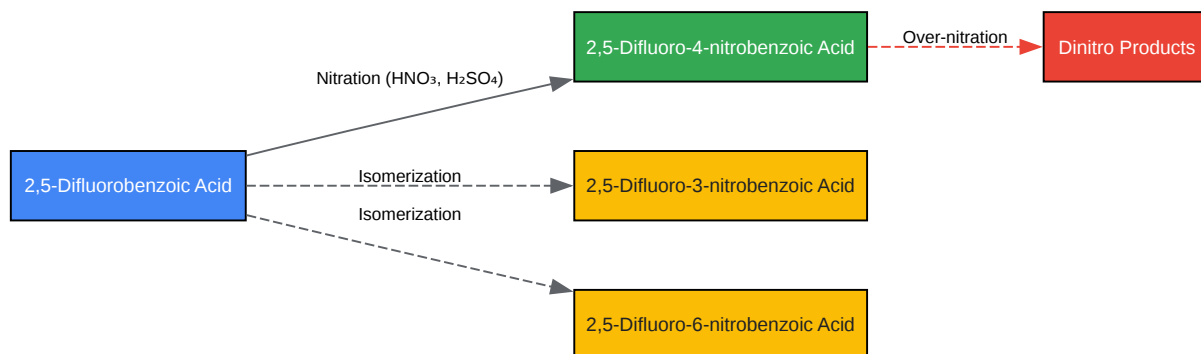 2,5-Difluoro-4-nitrobenzoic Acid
Over-nitration
Dinitro Products
Nitration (HNO₃, H₂SO₄)
2,5-Difluorobenzoic Acid
Isomerization
2,5-Difluoro-3-nitrobenzoic Acid
Isomerization
2,5-Difluoro-6-nitrobenzoic Acid